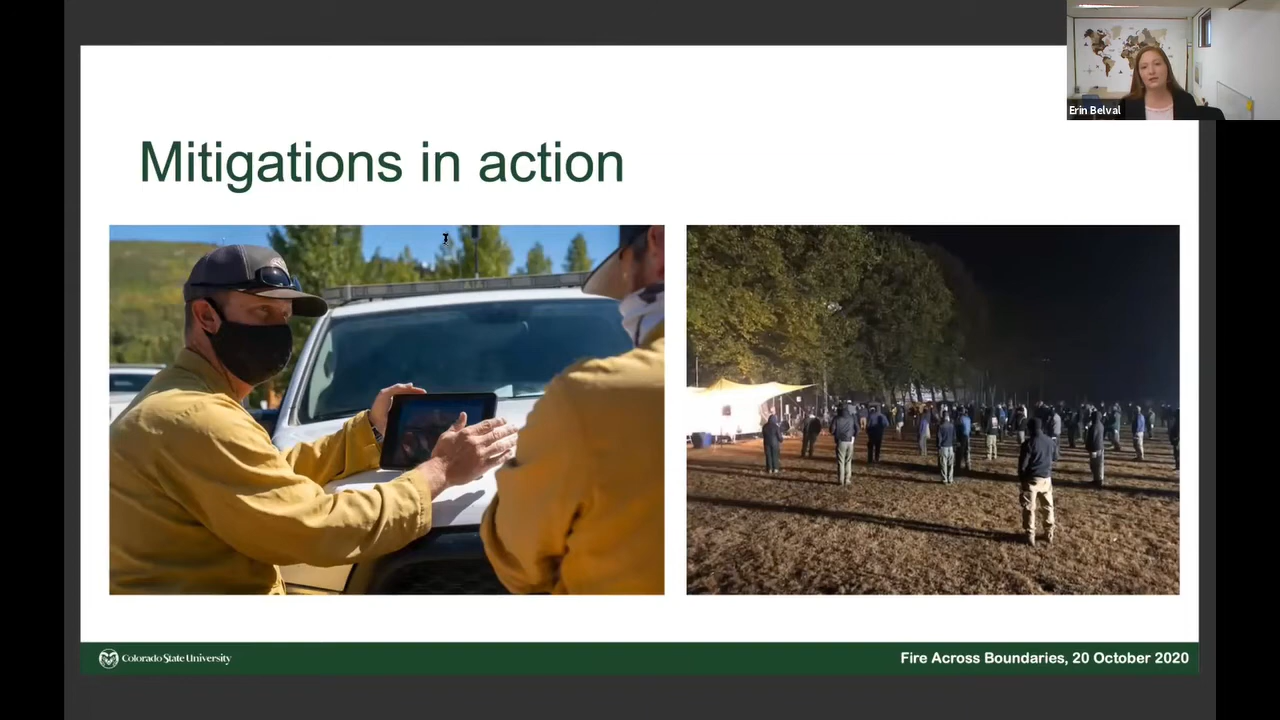 Erin Belval
Mitigations in action
Colorado State University
Fire Across Boundaries, 20 October 2020